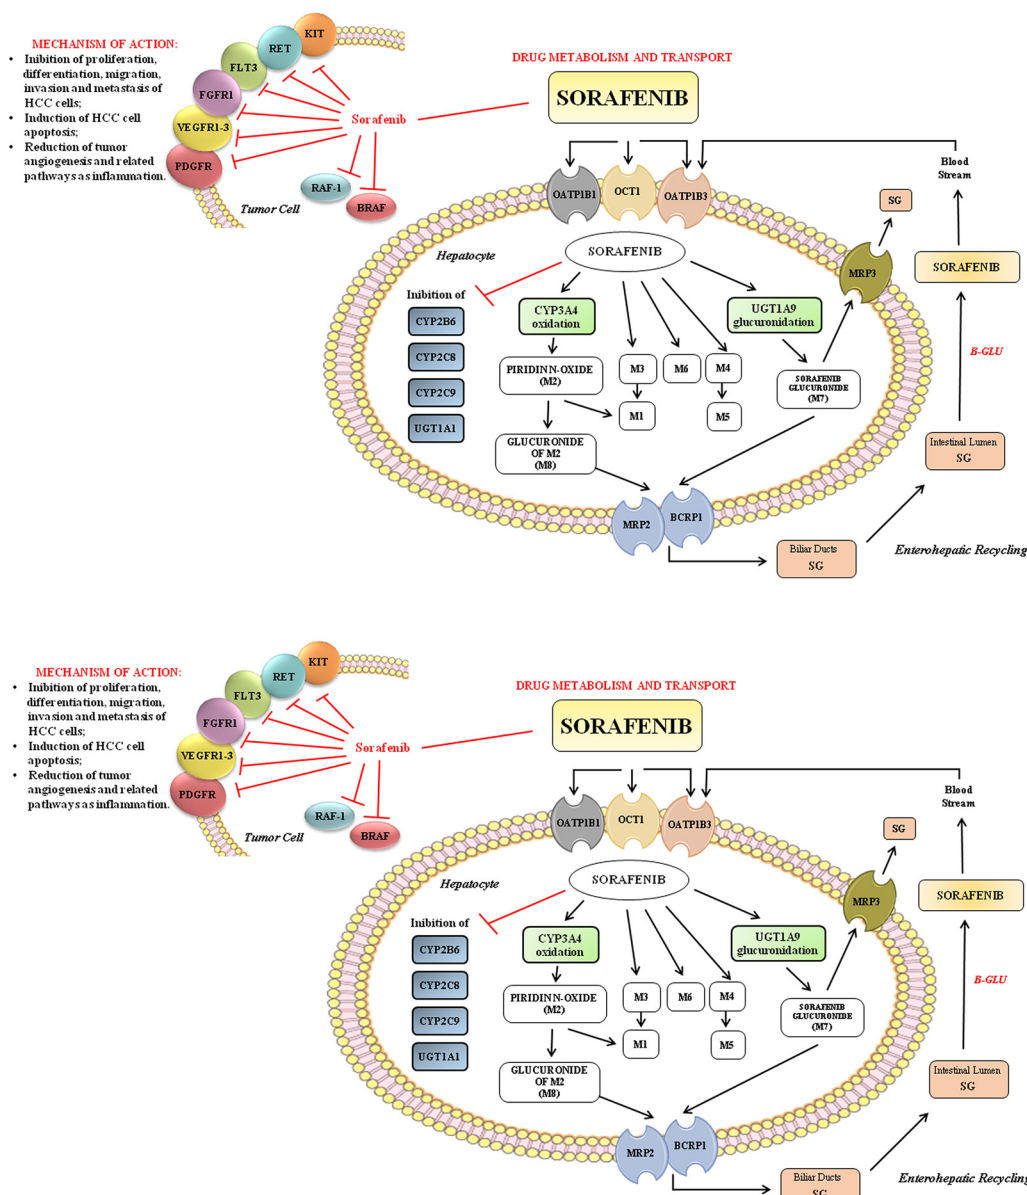 MECHANISM OF ACTION:
• Inibition of proliferation,
differentiation, migration,
invasion and metastasis of
HCC cells;
• Induction of HCC cell
apoptosis;
• Reduction of tumor
angiogenesis and related
pathways as inflammation.
KIT
RET
FLT3
FGFR1
VEGFR1-3
PDGFR
Sorafenib
RAF-1
BRAF
Tumor Cell
DRUG METABOLISM AND TRANSPORT
SORAFENIB
OATP1B1
OCT1
OATP1B3
Blood
Stream
SG
MRP3
SORAFENIB
Hepatocyte
SORAFENIB
Inibition of
CYP2B6
CYP2C8
CYP2C9
UGT1A1
CYP3A4
oxidation
UGT1A9
glucuronidation
PIRIDINN-OXIDE
(M2)
M3
M6
M4
SORAFENIB
GLUCURONIDE
(M7)
M1
M5
GLUCURONIDE
OF M2
(M8)
B-GLU
Intestinal Lumen
SG
MRP2
BCRP1
Biliar Ducts
SG
Enterohepatic Recycling
MECHANISM OF ACTION:
• Inibition of proliferation,
differentiation, migration,
invasion and metastasis of
HCC cells;
• Induction of HCC cell
apoptosis;
• Reduction of tumor
angiogenesis and related
pathways as inflammation.
KIT
RET
FLT3
FGFR1
VEGFR1-3
PDGFR
Sorafenib
RAF-1
BRAF
Tumor Cell
DRUG METABOLISM AND TRANSPORT
SORAFENIB
OATP1B1
OCT1
OATP1B3
Blood
Stream
SG
MRP3
SORAFENIB
Hepatocyte
SORAFENIB
Inibition of
CYP2B6
CYP2C8
CYP2C9
UGT1A1
CYP3A4
oxidation
UGT1A9
glucuronidation
PIRIDINN-OXIDE
(M2)
M3
M6
M4
SORAFENIB
GLUCURONIDE
(M7)
M1
M5
GLUCURONIDE
OF M2
(M8)
B-GLU
Intestinal Lumen
SG
MRP2
BCRP1
Biliar Ducts
SG
Enterohepatic Recycling